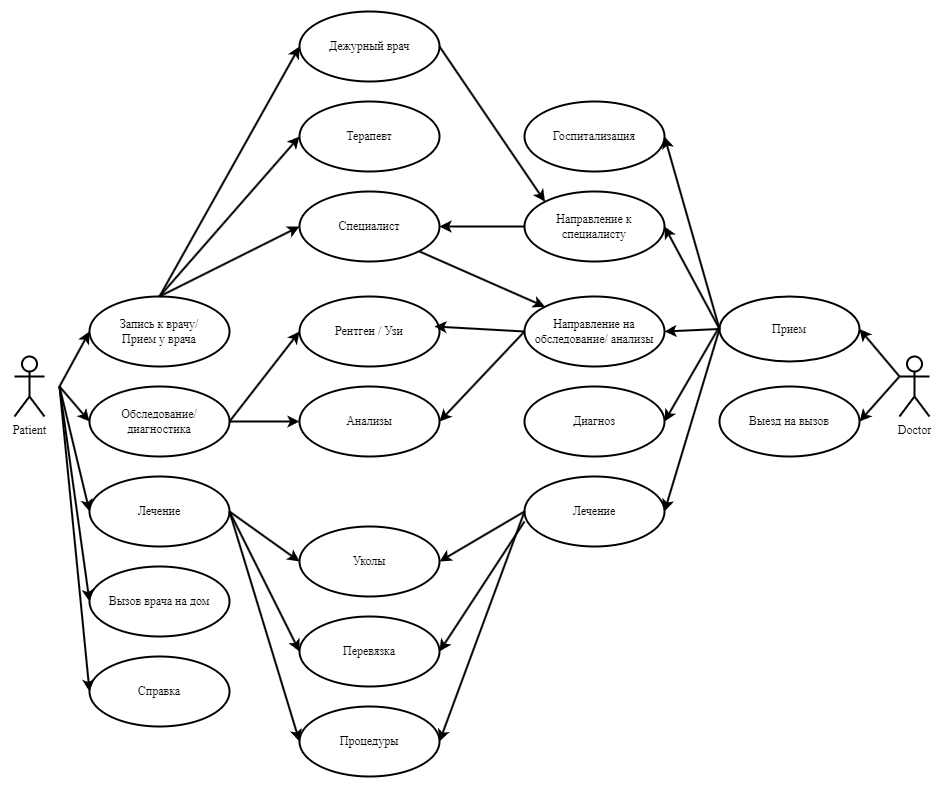 Дежурный врач
Терапевт
Госпитализация
Специалист
Направление к
специалисту
Запись к врачу/
Прием у врача
Рентген / Узи
Направление на
обследование/ анализы
Прием
Patient
Обследование/
диагностика
Анализы
Диагноз
Выезд на вызов
Doctor
Лечение
Лечение
Уколы
Вызов врача на дом
Перевязка
Справка
Процедуры